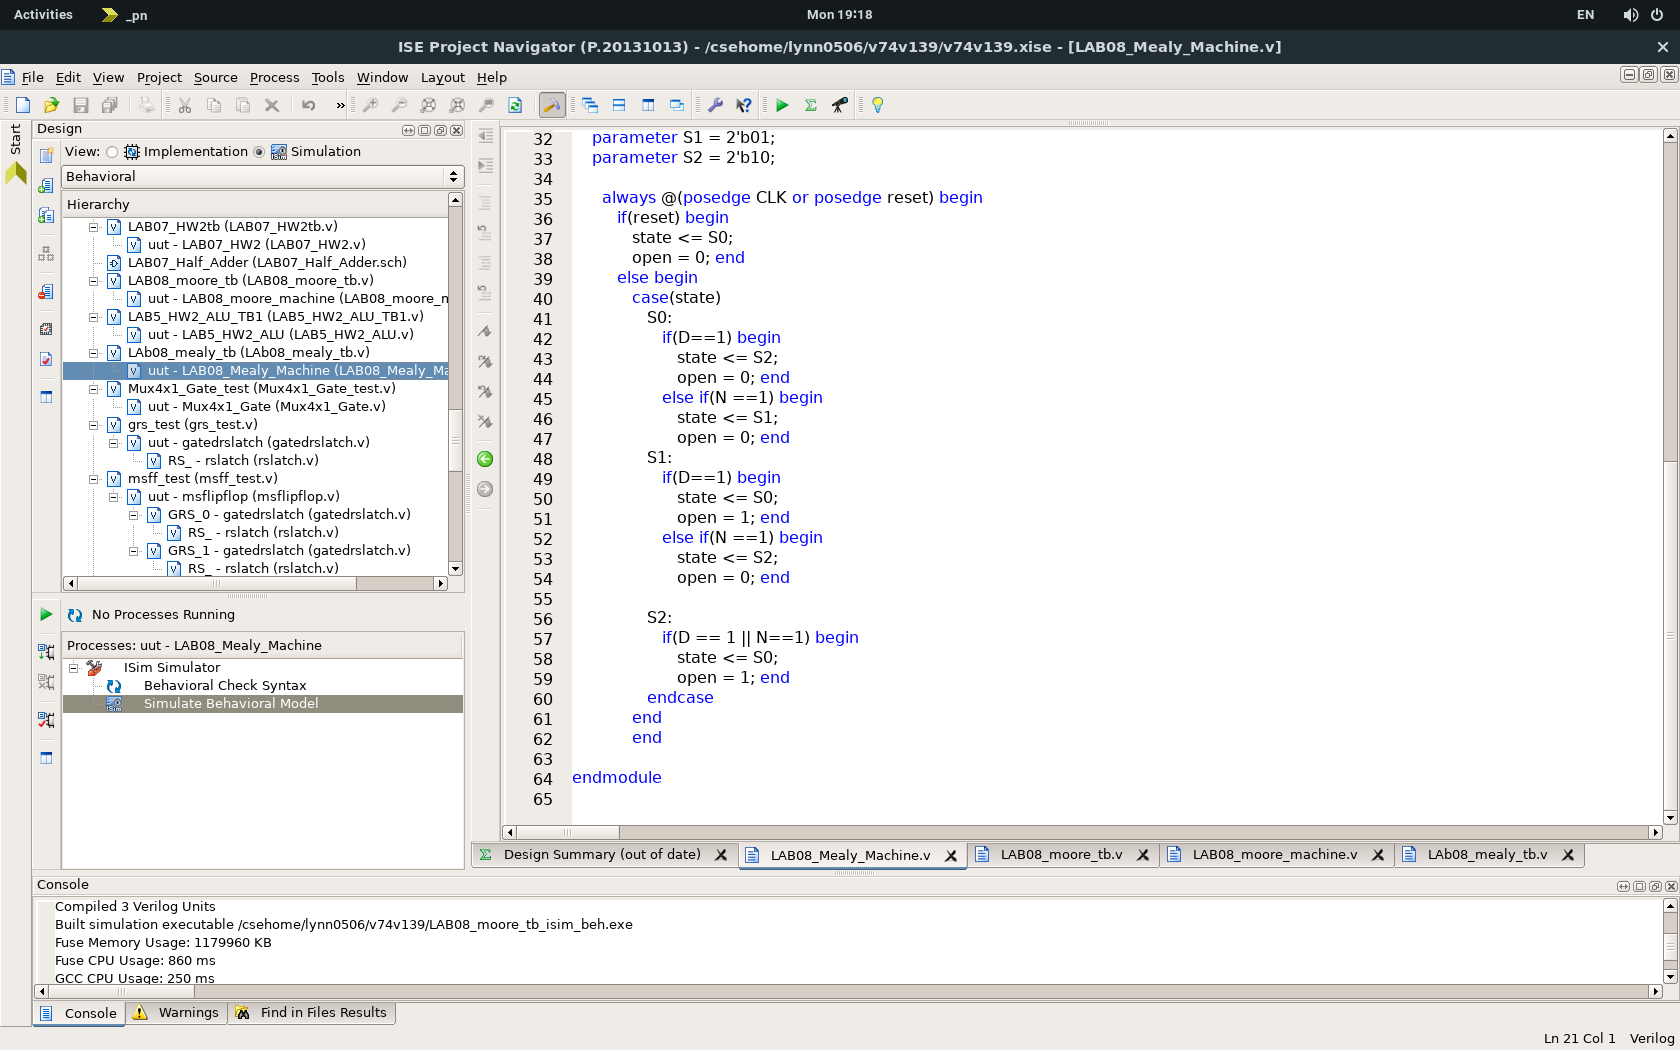 Activities
_pn
Mon 19:18
EN
ISE Project Navigator (P.20131013) - /csehome/lynn0506/v74v139/v74v139.xise - [LAB08_Mealy_Machine.v]
File Edit View Project Source Process Tools Window Layout Help
Start
Design
View: Implementation Simulation
Behavioral
Hierarchy
LAB07_HW2tb (LAB07_HW2tb.v)
uut - LAB07_HW2 (LAB07_HW2.v)
LAB07_Half_Adder (LAB07_Half_Adder.sch)
LAB08_moore_tb (LAB08_moore_tb.v)
uut - LAB08_moore_machine (LAB08_moore_m
LAB5_HW2_ALU_TB1 (LAB5_HW2_ALU_TB1.v)
uut - LAB5_HW2_ALU (LAB5_HW2_ALU.v)
LAb08_mealy_tb (LAb08_mealy_tb.v)
uut - LAB08_Mealy_Machine (LAB08_Mealy_Ma
Mux4x1_Gate_test (Mux4x1_Gate_test.v)
uut - Mux4x1_Gate (Mux4x1_Gate.v)
grs_test (grs_test.v)
uut - gatedrslatch (gatedrslatch.v)
RS_ - rslatch (rslatch.v)
msff_test (msff_test.v)
uut - msflipflop (msflipflop.v)
GRS_0 - gatedrslatch (gatedrslatch.v)
RS_ - rslatch (rslatch.v)
GRS_1 - gatedrslatch (gatedrslatch.v)
RS_ - rslatch (rslatch.v)
No Processes Running
Processes: uut - LAB08_Mealy_Machine
ISim Simulator
Behavioral Check Syntax
Simulate Behavioral Model
32 parameter S1 = 2'b01;
33 parameter S2 = 2'b10;
34
35 always @(posedge CLK or posedge reset) begin
36 if(reset) begin
37 state <= S0;
38 open = 0; end
39 else begin
40 case(state)
41 S0:
42 if(D==1) begin
43 state <= S2;
44 open = 0; end
45 else if(N ==1) begin
46 state <= S1;
47 open = 0; end
48 S1:
49 if(D==1) begin
50 state <= S0;
51 open = 1; end
52 else if(N ==1) begin
53 state <= S2;
54 open = 0; end
55
56 S2:
57 if(D == 1 || N==1) begin
58 state <= S0;
59 open = 1; end
60 endcase
61 end
62 end
63
64 endmodule
65
Design Summary (out of date)
LAB08_Mealy_Machine.v
LAB08_moore_tb.v
LAB08_moore_machine.v
LAb08_mealy_tb.v
Console
Compiled 3 Verilog Units
Built simulation executable /csehome/lynn0506/v74v139/LAB08_moore_tb_isim_beh.exe
Fuse Memory Usage: 1179960 KB
Fuse CPU Usage: 860 ms
GCC CPU Usage: 250 ms
Console
Warnings
Find in Files Results
Ln 21 Col 1 Verilog